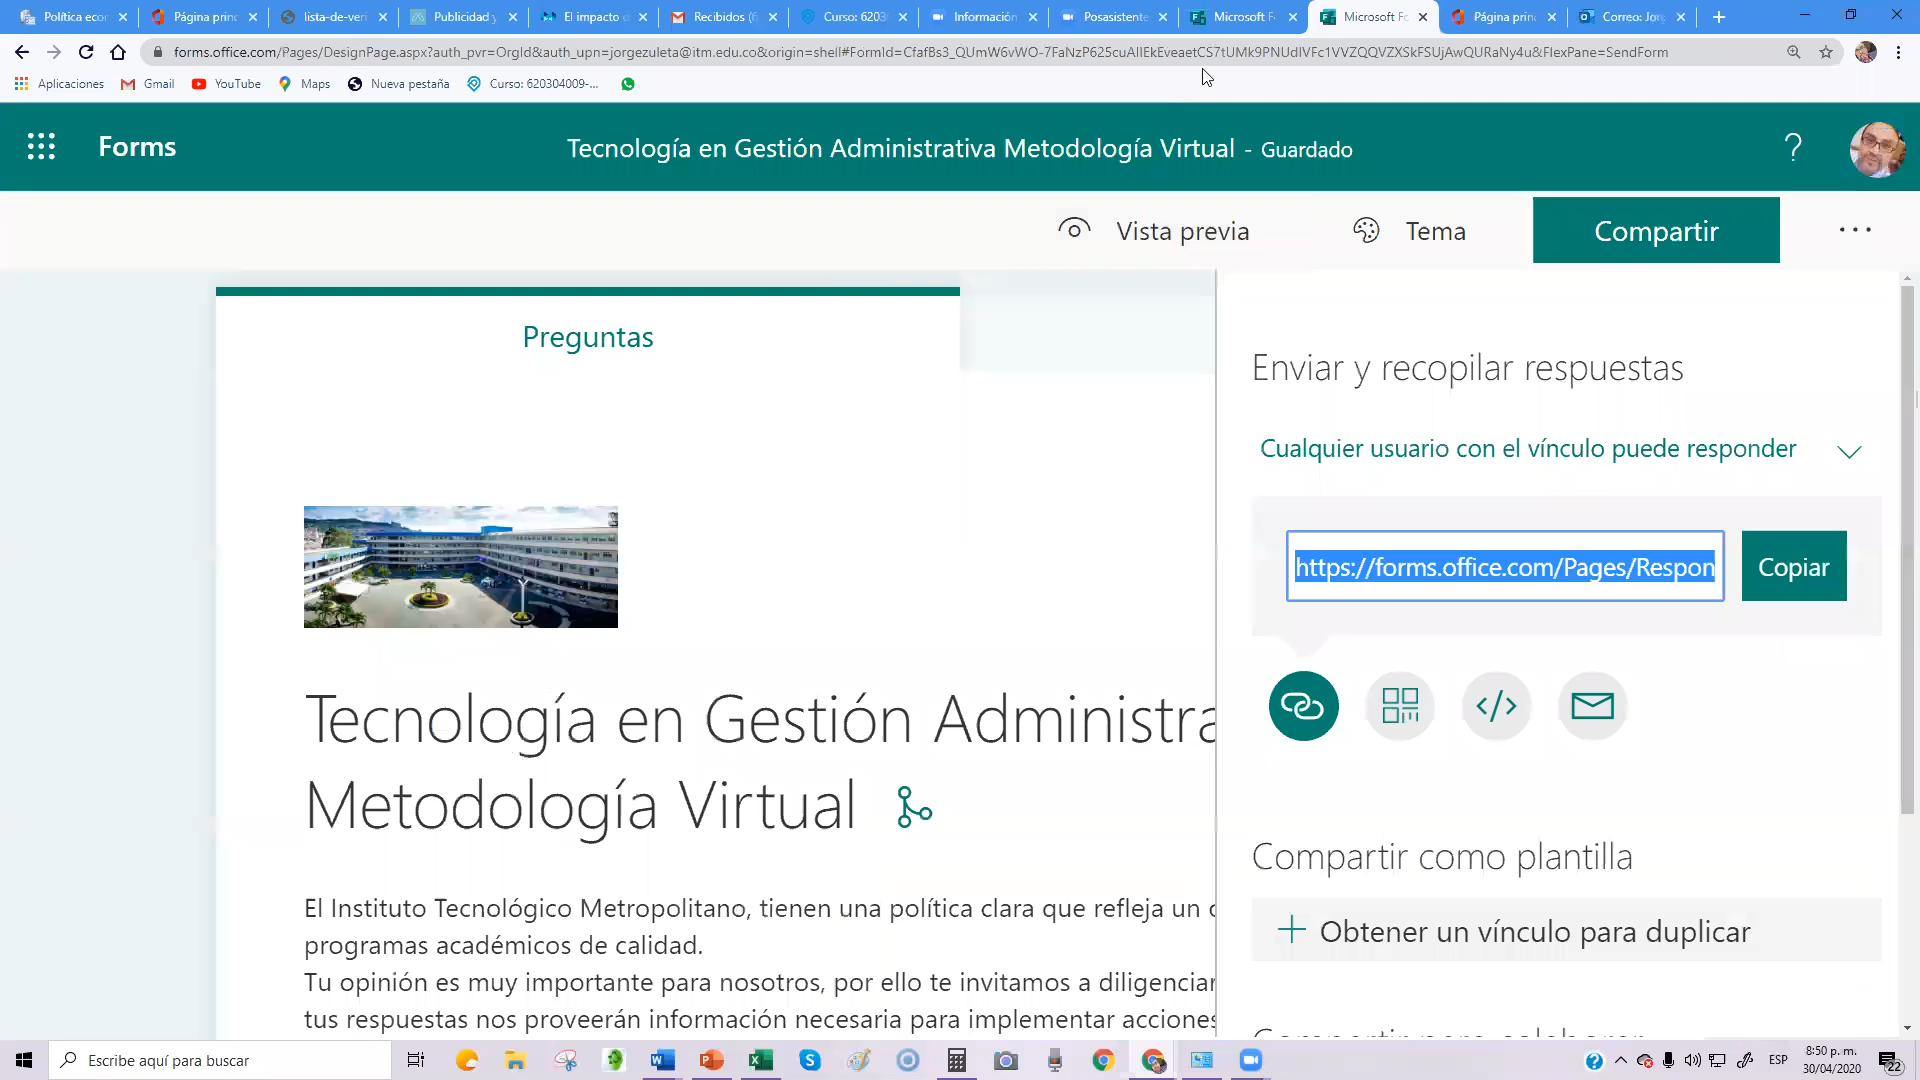 Política econ
Página princ
lista-de-veri
Publicidad y
El impacto d
Recibidos (6
Curso: 6203
Información
Posasistente
Microsoft F
Microsoft Fo
Página princ
Correo: Jorg
forms.office.com/Pages/DesignPage.aspx?auth_pvr=OrgId&auth_upn=jorgezuleta@itm.edu.co&origin=shell#FormId=CfafBs3_QUmW6vWO-7FaNzP625cuAIlEkEveaetCS7tUMk9PNUdIVFc1VVZQQVZXSkFSUjAwQURaNy4u&FlexPane=SendForm
Aplicaciones
Gmail
YouTube
Maps
Nueva pestaña
Curso: 620304009-...
Forms
Tecnología en Gestión Administrativa Metodología Virtual - Guardado
?
Vista previa
Tema
Compartir
Preguntas
Enviar y recopilar respuestas
Cualquier usuario con el vínculo puede responder
https://forms.office.com/Pages/Respon
Copiar
Tecnología en Gestión Administra
Metodología Virtual
El Instituto Tecnológico Metropolitano, tienen una política clara que refleja un c
programas académicos de calidad.
Tu opinión es muy importante para nosotros, por ello te invitamos a diligenciar
tus respuestas nos proveerán información necesaria para implementar acciones
Compartir como plantilla
Obtener un vínculo para duplicar
Compartir para colaborar
Escribe aquí para buscar
ESP
8:50 p. m.
30/04/2020
22